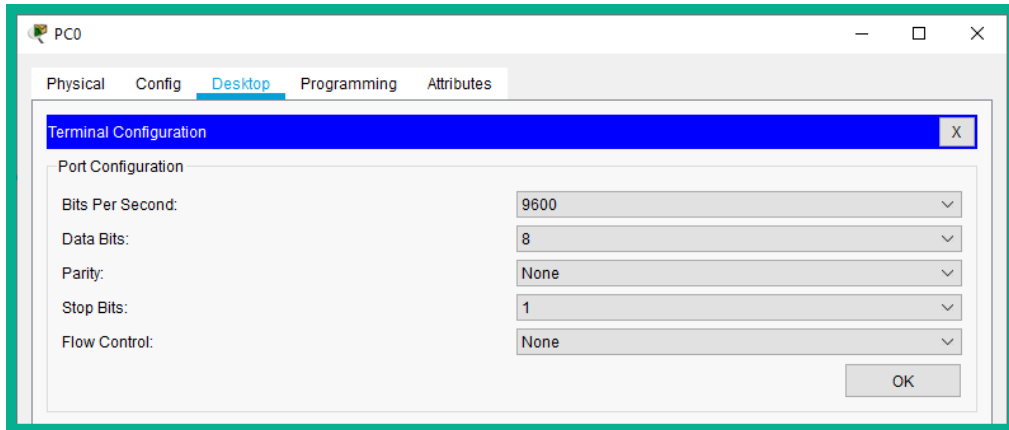 PC0
Physical Config Desktop Programming Attributes
Terminal Configuration X
Port Configuration
Bits Per Second: 9600
Data Bits: 8
Parity: None
Stop Bits: 1
Flow Control: None
OK